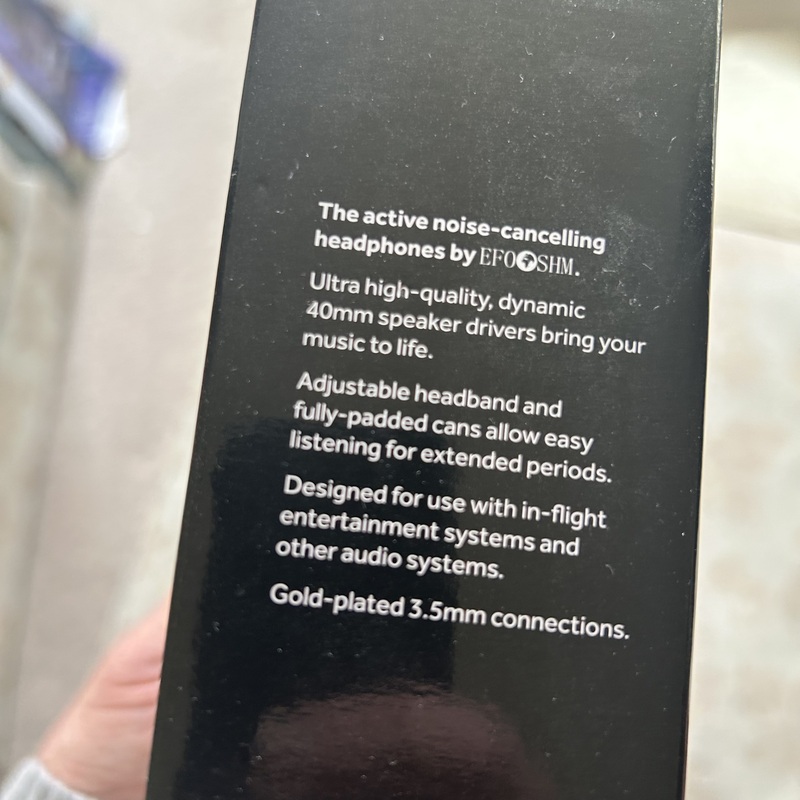 The active noise-cancelling
headphones by EFOSHM.
Ultra high-quality, dynamic
40mm speaker drivers bring your
music to life.
Adjustable headband and
fully-padded cans allow easy
listening for extended periods.
Designed for use with in-flight
entertainment systems and
other audio systems.
Gold-plated 3.5mm connections.